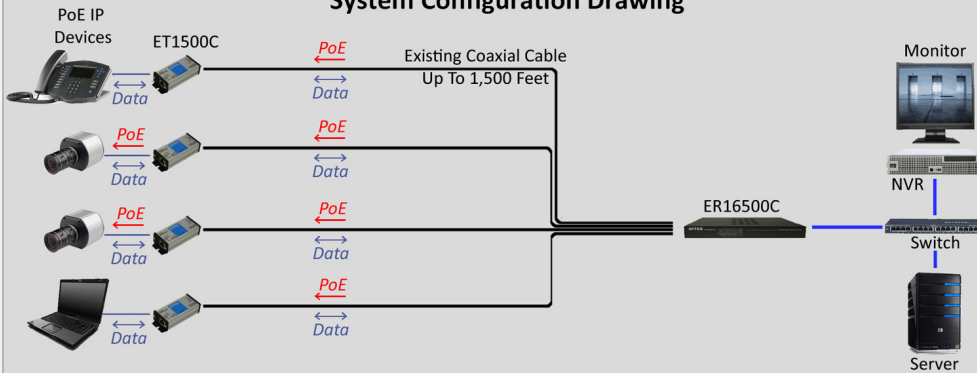 System Configuration Drawing
PoE IP
Devices
ET1500C
PoE
Existing Coaxial Cable
Up To 1,500 Feet
Monitor
Data
Data
PoE
PoE
Data
Data
NVR
ER16500C
PoE
PoE
NITEK
Switch
Data
Data
PoE
Data
Data
Server